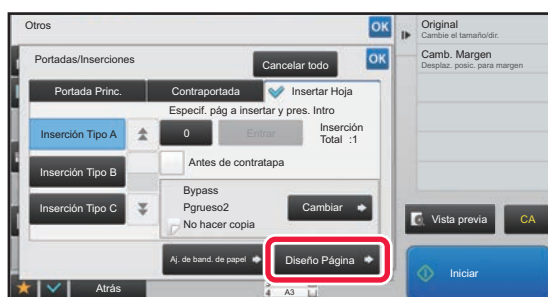 Otros
OK
Portadas/Inserciones
Cancelar todo
OK
Portada Princ.
Contraportada
Insertar Hoja
Especif. pág a insertar y pres. Intro
Inserción Tipo A
0
Entrar
Inserción
Total :1
Antes de contratapa
Inserción Tipo B
Inserción Tipo C
Bypass
Pgrueso2
No hacer copia
Cambiar
Aj. de band. de papel
Diseño Página
Atrás
4
A3
Original
Cambie el tamaño/dir.
Camb. Margen
Desplaz. posic. para margen
Vista previa
CA
Iniciar